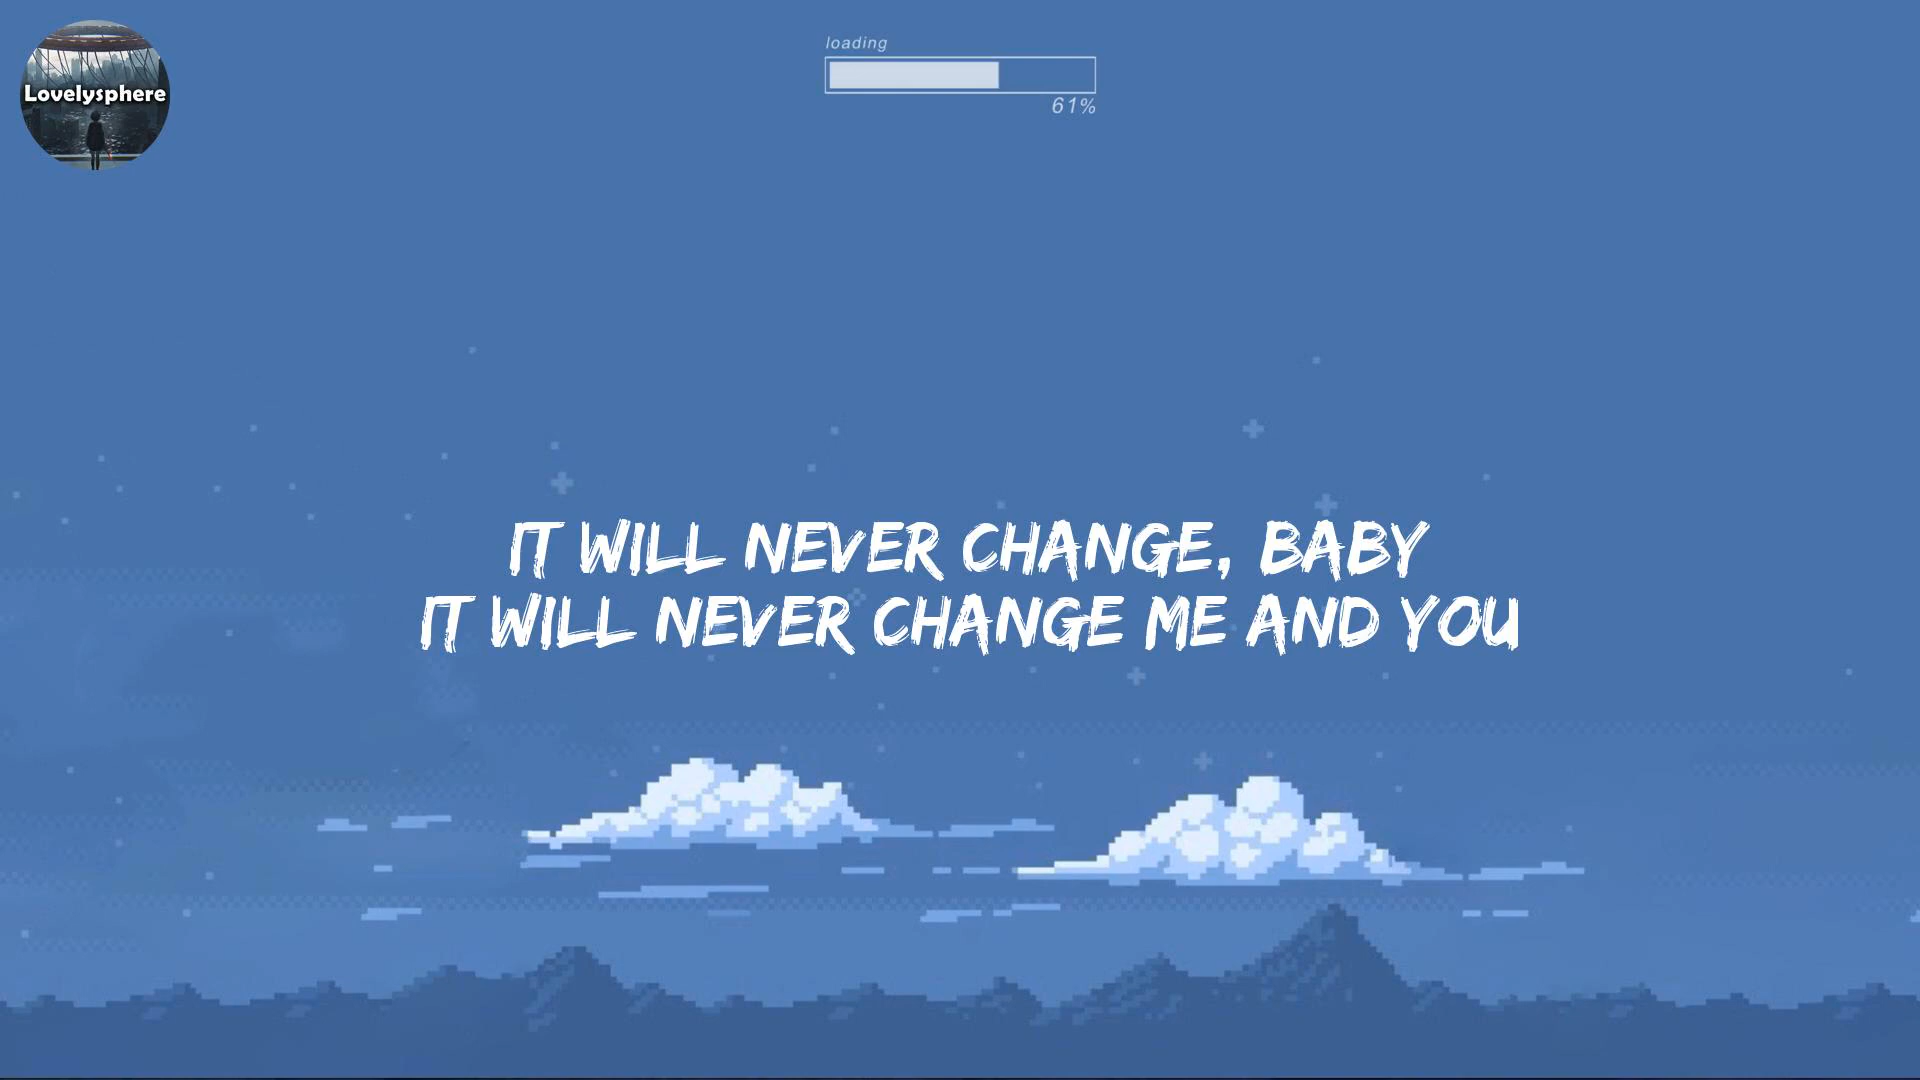 loading
Lovelysphere
61%
IT WILL NEVER CHANGE, BABY
IT WILL NEVER CHANGE ME AND YOU